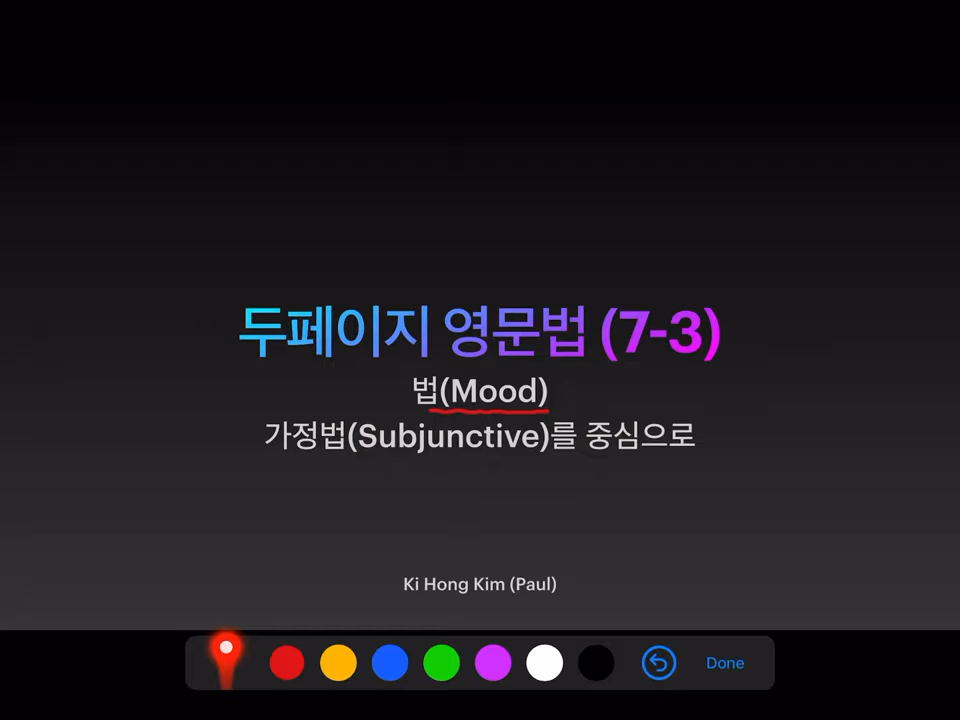 두페이지 영문법 (7-3)
법(Mood)
가정법(Subjunctive)를 중심으로
Ki Hong Kim (Paul)
Done